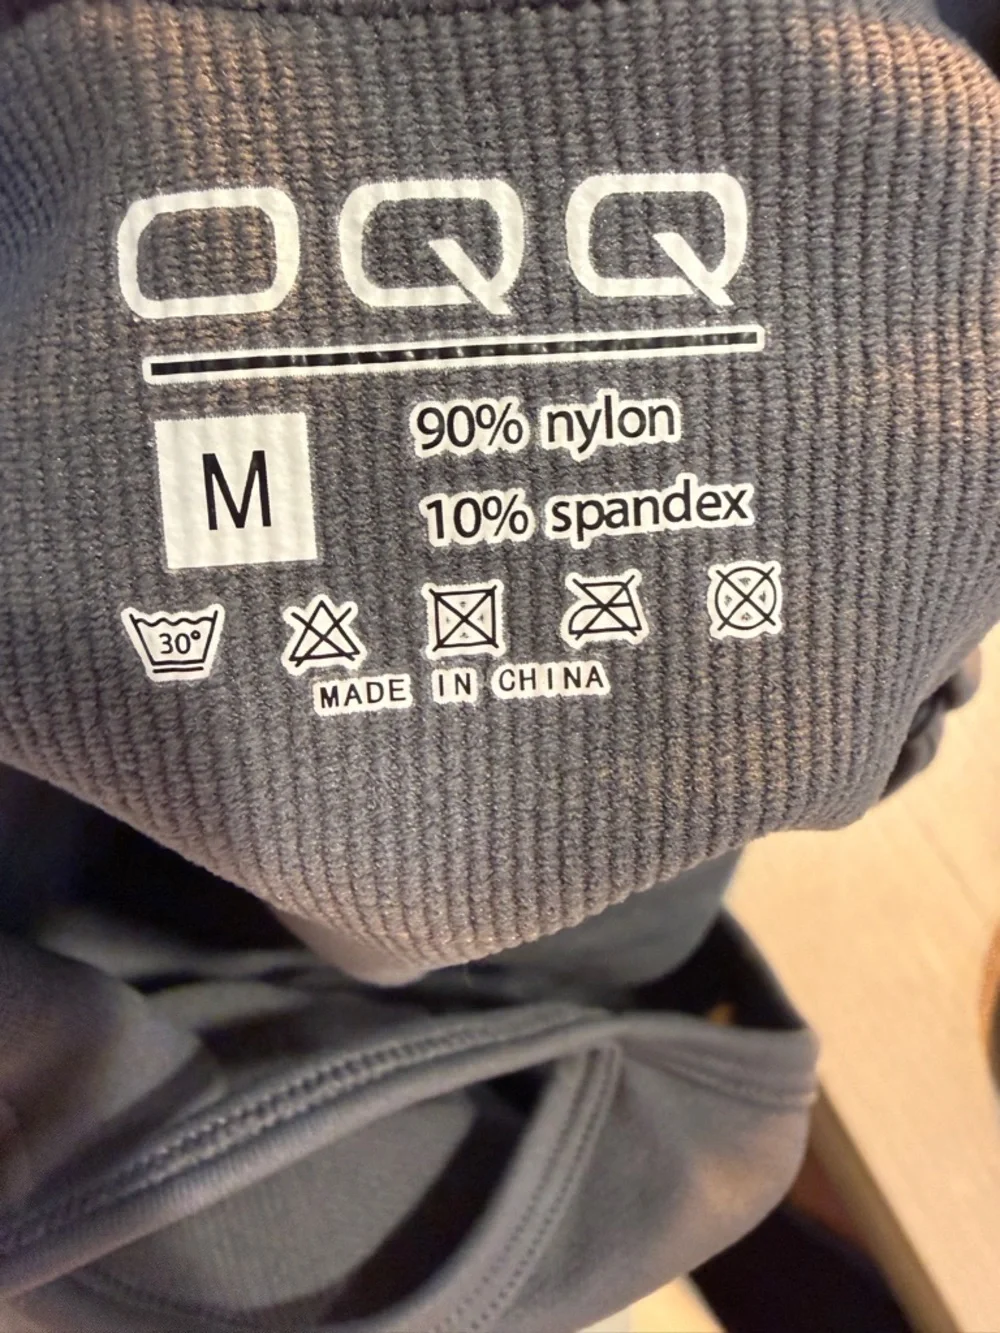 OQQ
M
90% nylon
10% spandex
30°
MADE IN CHINA